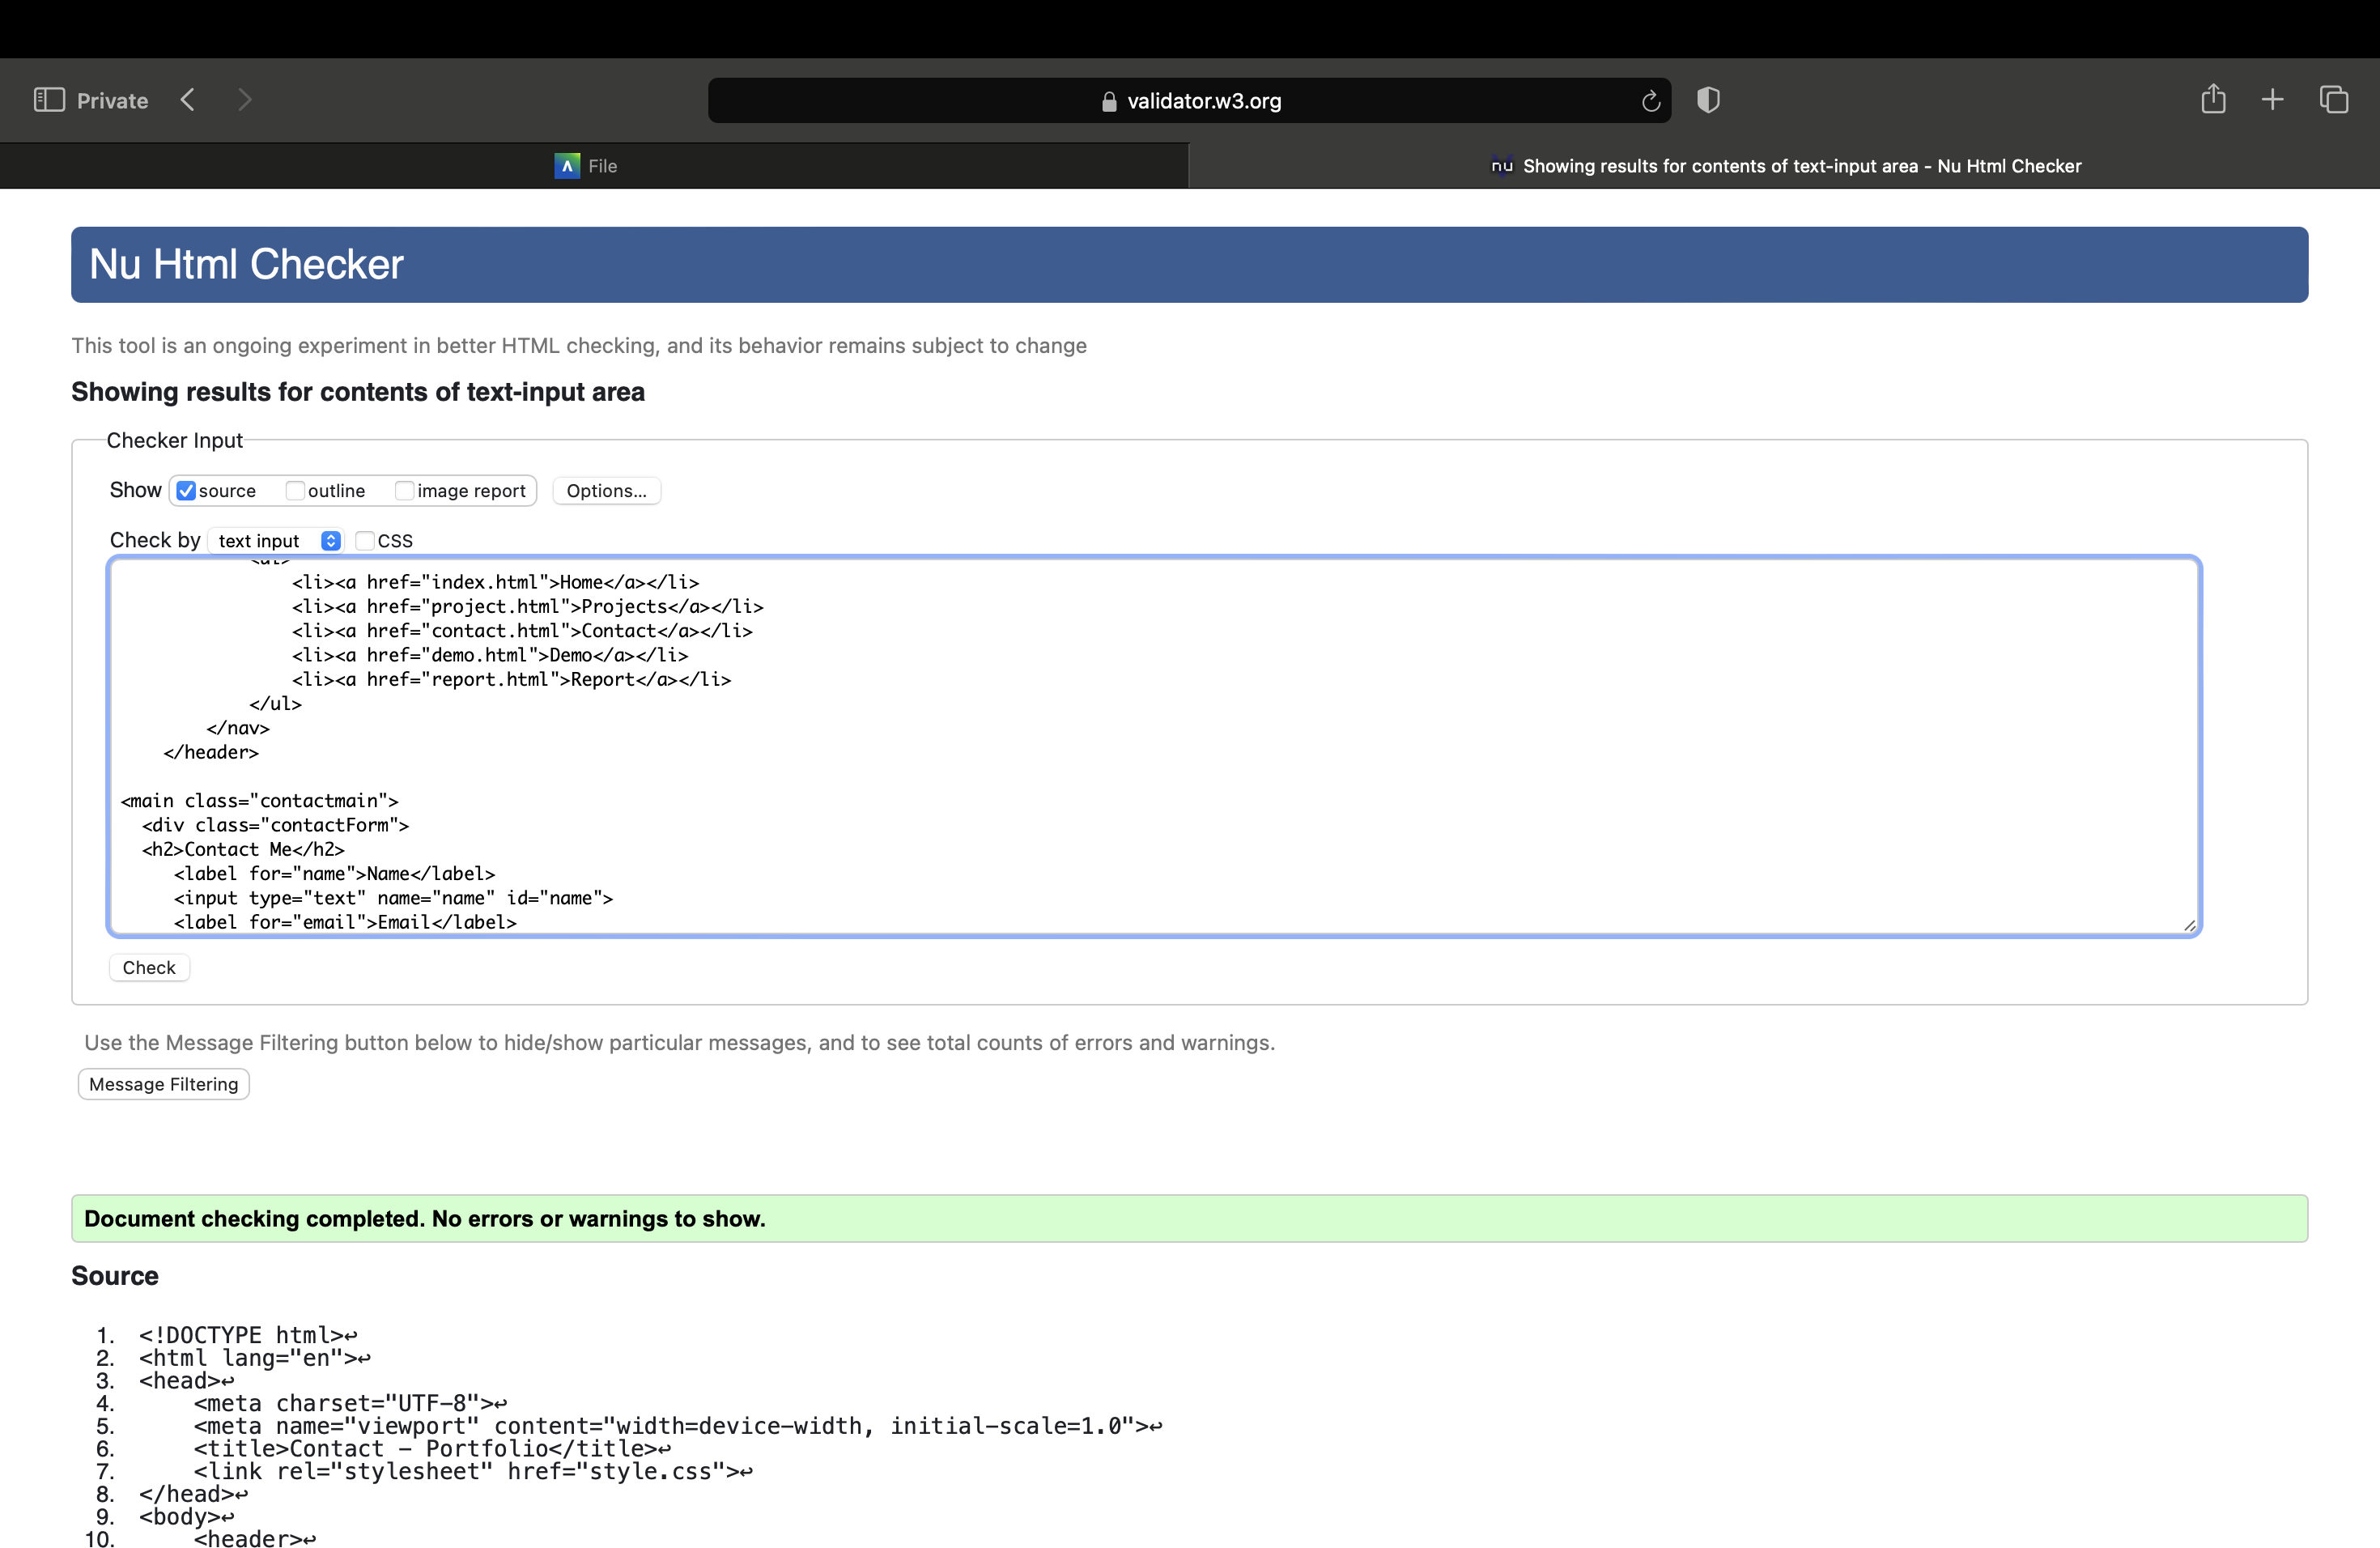 Private
validator.w3.org
File
nu Showing results for contents of text-input area - Nu Html Checker
Nu Html Checker
This tool is an ongoing experiment in better HTML checking, and its behavior remains subject to change
Showing results for contents of text-input area
Checker Input
Show source outline image report Options...
Check by text input CSS
<ul>
<li><a href="index.html">Home</a></li>
<li><a href="project.html">Projects</a></li>
<li><a href="contact.html">Contact</a></li>
<li><a href="demo.html">Demo</a></li>
<li><a href="report.html">Report</a></li>
</ul>
</nav>
</header>
<main class="contactmain">
<div class="contactForm">
<h2>Contact Me</h2>
<label for="name">Name</label>
<input type="text" name="name" id="name">
<label for="email">Email</label>
Check
Use the Message Filtering button below to hide/show particular messages, and to see total counts of errors and warnings.
Message Filtering
Document checking completed. No errors or warnings to show.
Source
1. <!DOCTYPE html>↩
2. <html lang="en">↩
3. <head>↩
4. <meta charset="UTF-8">↩
5. <meta name="viewport" content="width=device-width, initial-scale=1.0">↩
6. <title>Contact - Portfolio</title>↩
7. <link rel="stylesheet" href="style.css">↩
8. </head>↩
9. <body>↩
10. <header>↩